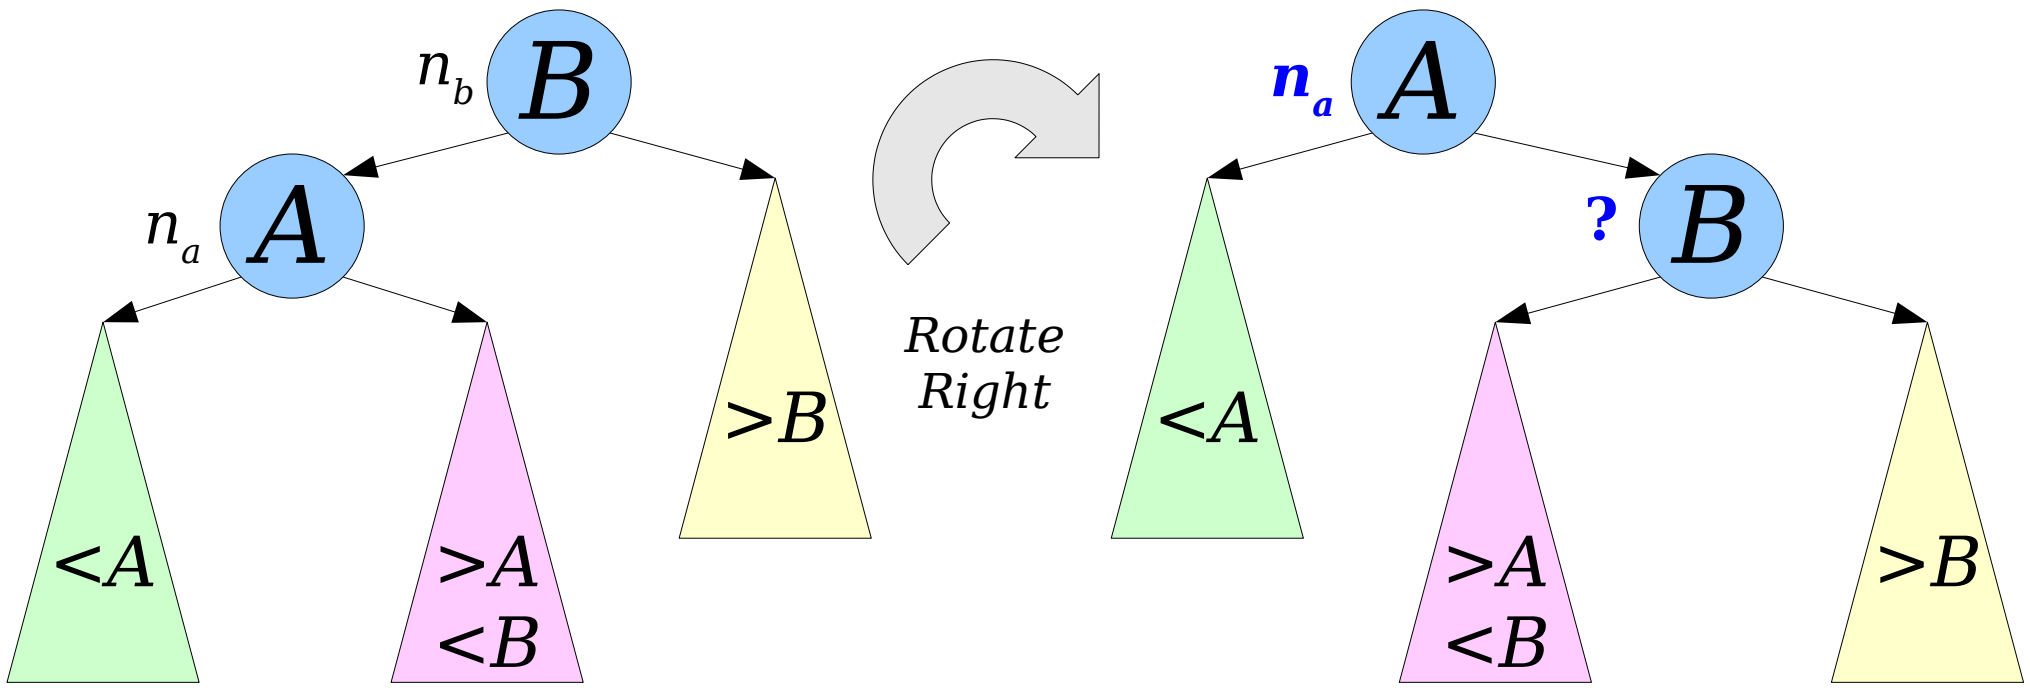 n_b B
n_a A
<A
>A
<B
>B
Rotate
Right
n_a A
? B
<A
>A
<B
>B